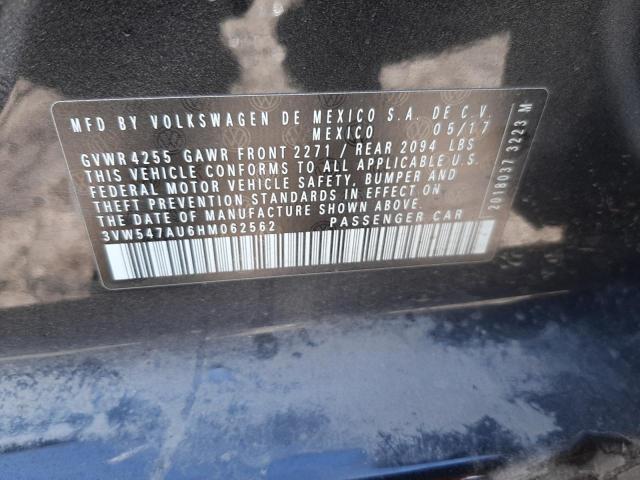 MFD BY VOLKSWAGEN DE MEXICO S.A. DE C.V.
MEXICO 05/17
GVWR 4255 GAWR FRONT 2271 / REAR 2094 LBS
THIS VEHICLE CONFORMS TO ALL APPLICABLE U.S.
FEDERAL MOTOR VEHICLE SAFETY, BUMPER AND
THEFT PREVENTION STANDARDS IN EFFECT ON
THE DATE OF MANUFACTURE SHOWN ABOVE.
3VW547AU6HM062562 PASSENGER CAR
2018037 3223 M